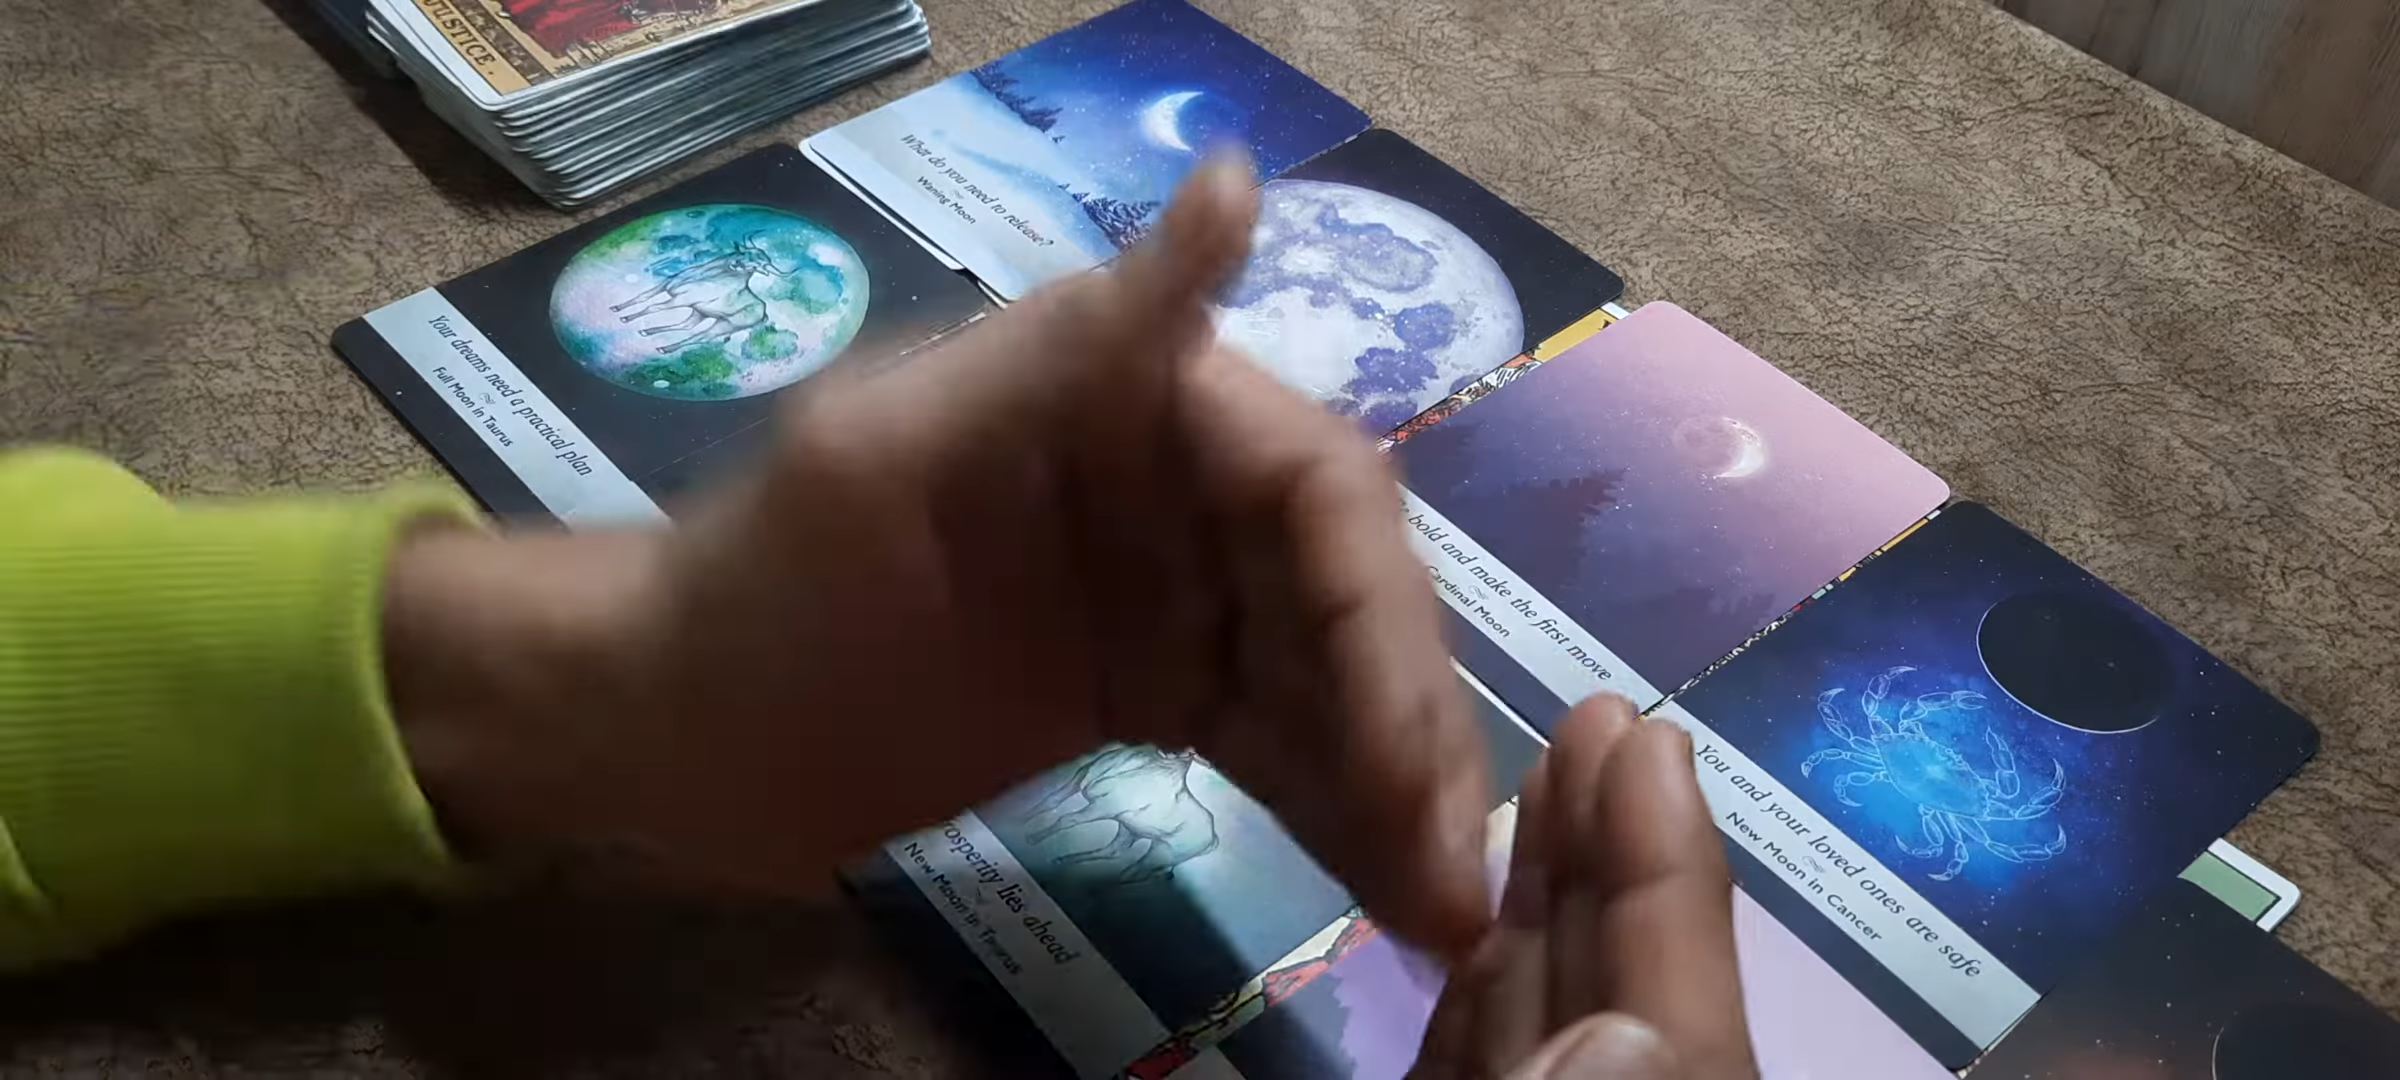 JUSTICE.
What do you need to release?
Waning Moon
Your dreams need a practical plan
Full Moon in Taurus
bold and make the first move
Cardinal Moon
You and your loved ones are safe
New Moon in Cancer
Prosperity lies ahead
New Moon in Taurus